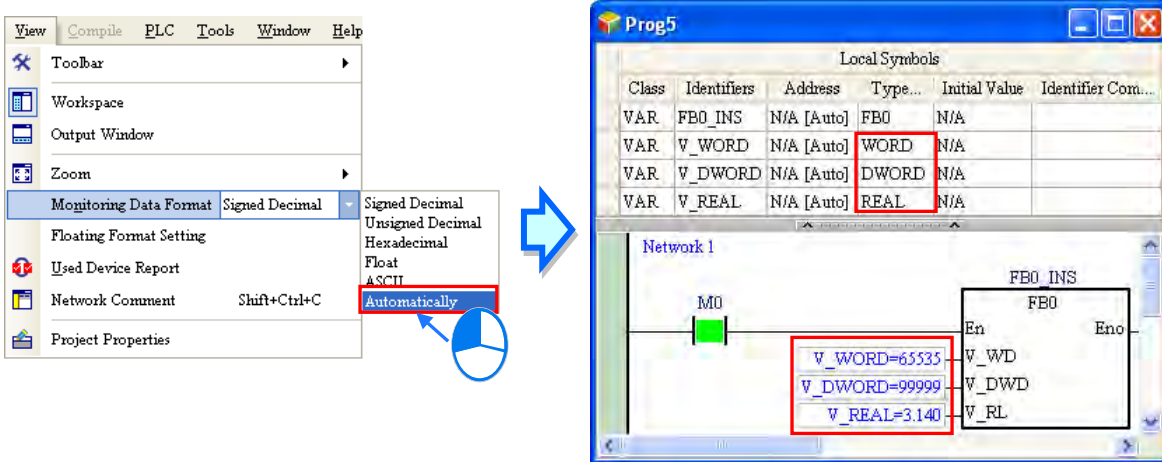 View Compile PLC Tools Window Help
Toolbar
Workspace
Output Window
Zoom
Monitoring Data Format Signed Decimal
Floating Format Setting
Used Device Report
Network Comment Shift+Ctrl+C
Project Properties
Signed Decimal
Unsigned Decimal
Hexadecimal
Float
ASCII
Automatically
Prog5
Local Symbols
Class Identifiers Address Type... Initial Value Identifier Com...
VAR FB0_INS N/A [Auto] FB0 N/A
VAR V_WORD N/A [Auto] WORD N/A
VAR V_DWORD N/A [Auto] DWORD N/A
VAR V_REAL N/A [Auto] REAL N/A
Network 1
FB0_INS
M0 FB0
En Eno
V_WORD=65535 V_WD
V_DWORD=99999 V_DWD
V_REAL=3.140 V_RL